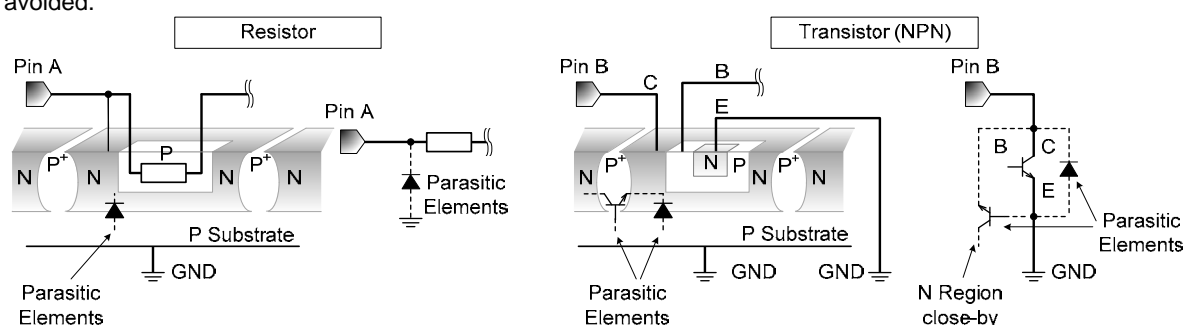 avoided.
Resistor
Transistor (NPN)
Pin A
Pin A
N P+ N P N P+ N
Parasitic
Elements
P Substrate
GND
Parasitic
Elements
Pin B
C
B
E
N P+ N P N P+ N
P Substrate
GND
GND
Parasitic
Elements
Pin B
B
C
E
Parasitic
Elements
GND
N Region
close-by